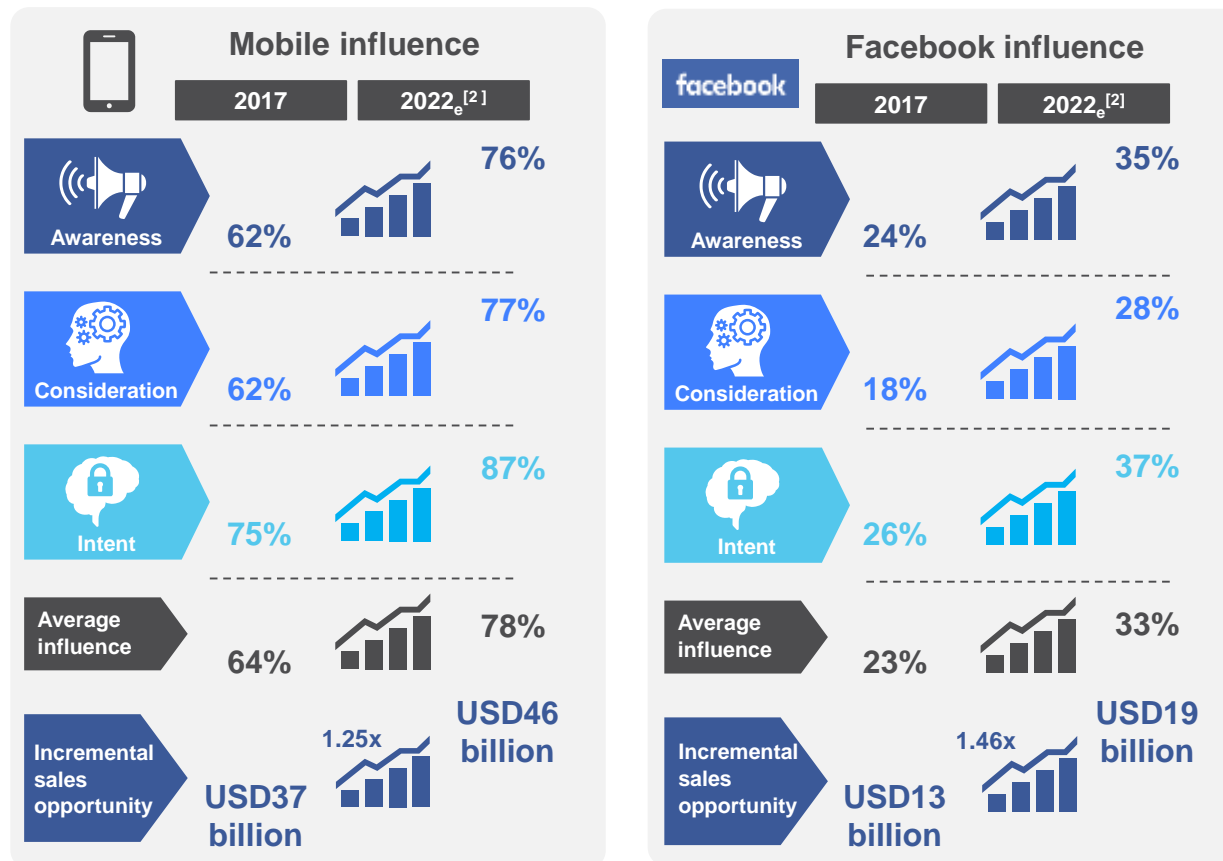 Mobile influence
2017
2022e[2 ]
76%
Awareness
62%
77%
Consideration
62%
87%
Intent
75%
Average
influence
78%
64%
USD46
billion
1.25x
Incremental
sales
opportunity
USD37
billion
facebook
Facebook influence
2017
2022e[2]
35%
Awareness
24%
28%
Consideration
18%
37%
Intent
26%
Average
influence
33%
23%
USD19
billion
1.46x
Incremental
sales
opportunity
USD13
billion